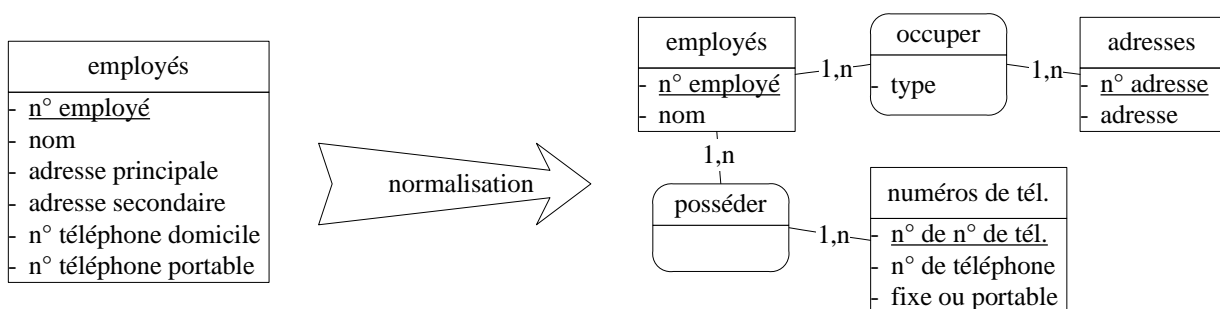 employés
- n° employé
- nom
- adresse principale
- adresse secondaire
- n° téléphone domicile
- n° téléphone portable
normalisation
employés
- n° employé
- nom
1,n
occuper
- type
1,n
adresses
- n° adresse
- adresse
1,n
posséder
1,n
numéros de tél.
- n° de n° de tél.
- n° de téléphone
- fixe ou portable